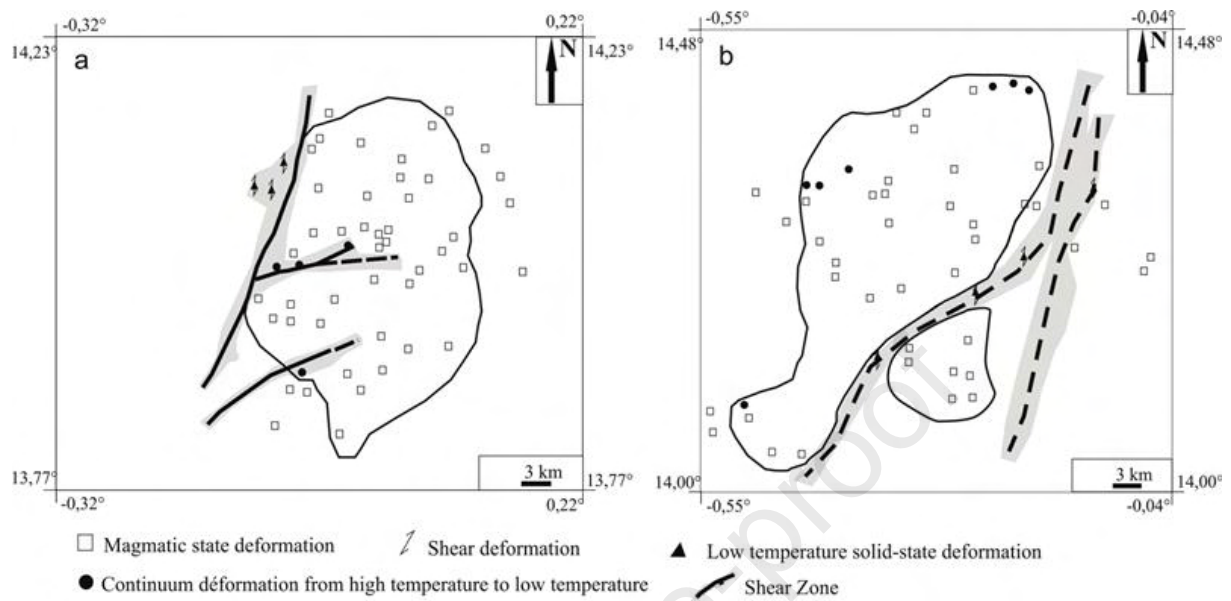 -0,32° 0,22°
14,23° 14,23°
a
N
3 km
13,77° 13,77°
-0,32° 0,22°
-0,55° -0,04°
14,48° 14,48°
b
N
3 km
14,00° 14,00°
-0,55° -0,04°
Magmatic state deformation Shear deformation Low temperature solid-state deformation
Continuum déformation from high temperature to low temperature Shear Zone